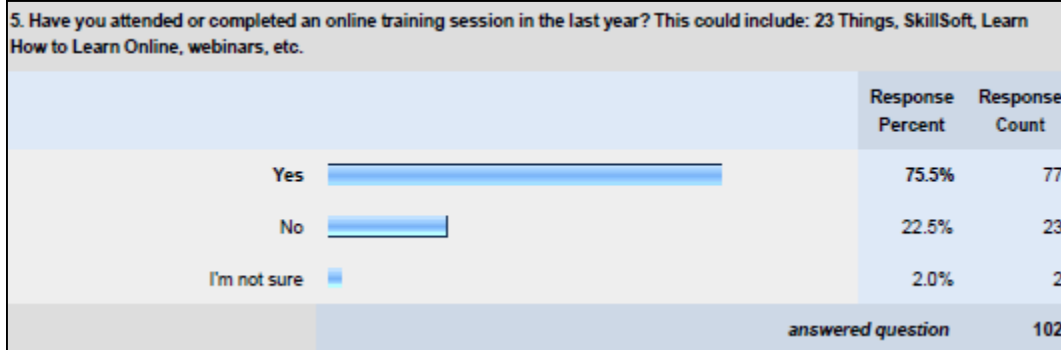 5. Have you attended or completed an online training session in the last year? This could include: 23 Things, SkillSoft, Learn
How to Learn Online, webinars, etc.
Response Percent Response Count
Yes 75.5% 77
No 22.5% 23
I'm not sure 2.0% 2
answered question 102